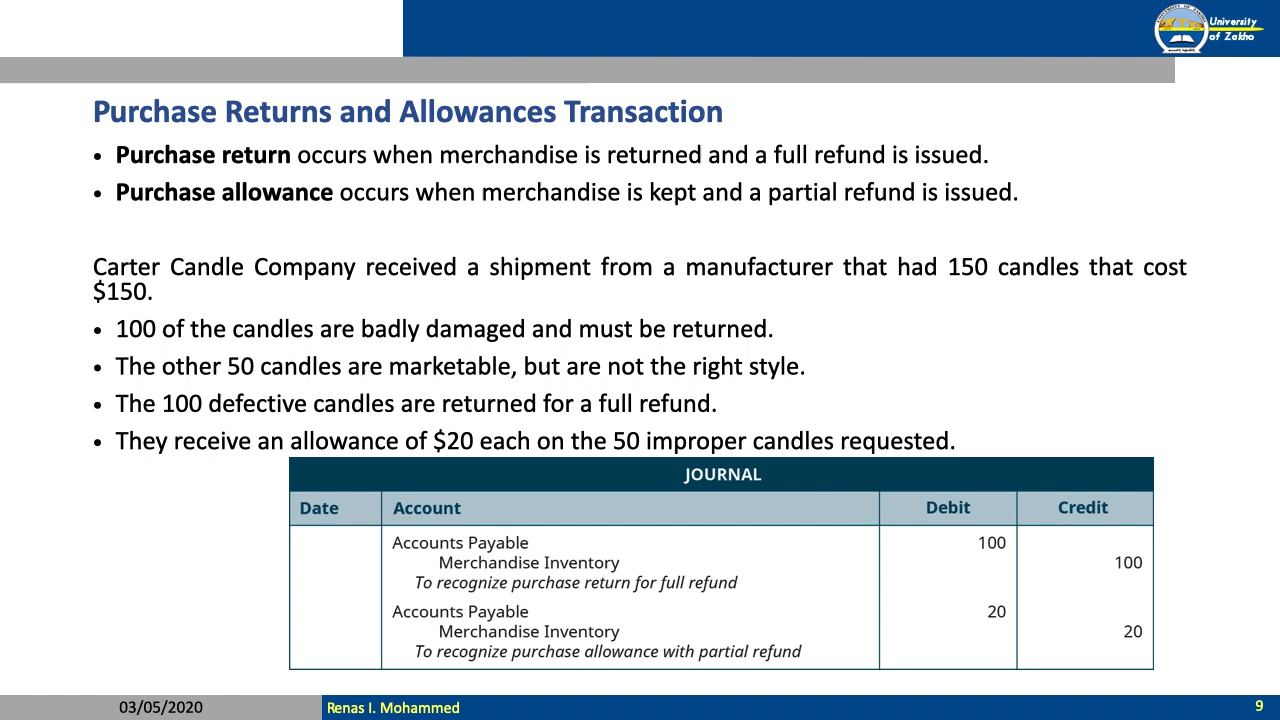 University
of Zakho
Purchase Returns and Allowances Transaction
• Purchase return occurs when merchandise is returned and a full refund is issued.
• Purchase allowance occurs when merchandise is kept and a partial refund is issued.
Carter Candle Company received a shipment from a manufacturer that had 150 candles that cost
$150.
• 100 of the candles are badly damaged and must be returned.
• The other 50 candles are marketable, but are not the right style.
• The 100 defective candles are returned for a full refund.
• They receive an allowance of $20 each on the 50 improper candles requested.
JOURNAL
Date Account Debit Credit
Accounts Payable 100
Merchandise Inventory 100
To recognize purchase return for full refund
Accounts Payable 20
Merchandise Inventory 20
To recognize purchase allowance with partial refund
03/05/2020 Renas I. Mohammed 9